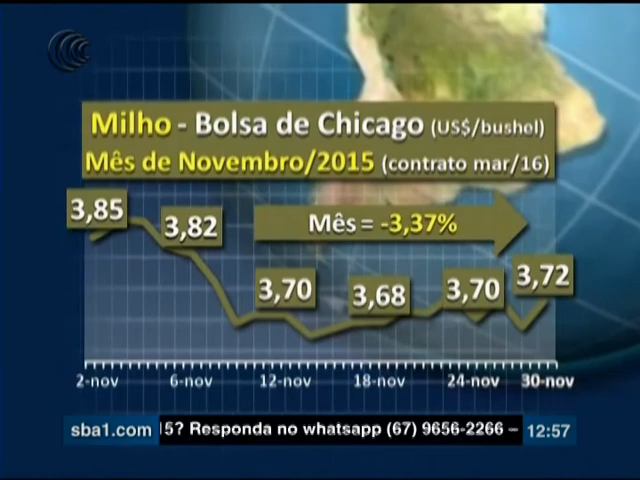 Milho - Bolsa de Chicago (US$/bushel)
Mês de Novembro/2015 (contrato mar/16)
3,85
3,82
Mês = -3,37%
3,70
3,68
3,70
3,72
2-nov 6-nov 12-nov 18-nov 24-nov 30-nov
sba1.com 5? Responda no whatsapp (67) 9656-2266 – 12:57